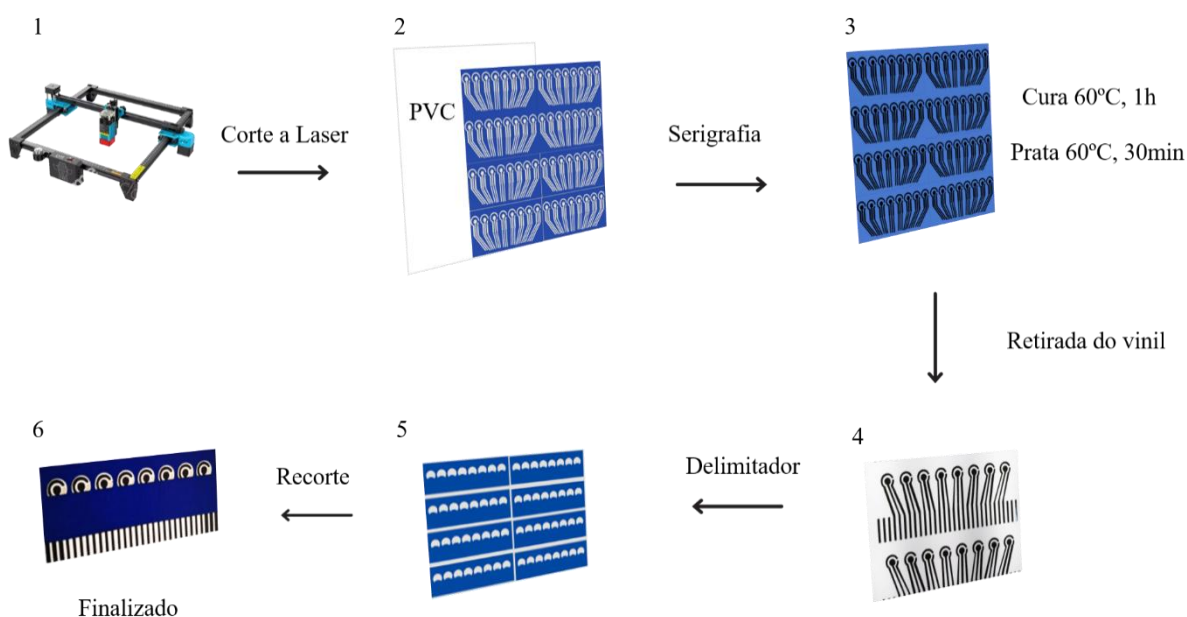 1
2
3
Corte a Laser
PVC
Serigrafia
Cura 60ºC, 1h
Prata 60ºC, 30min
Retirada do vinil
4
Delimitador
5
Recorte
6
Finalizado